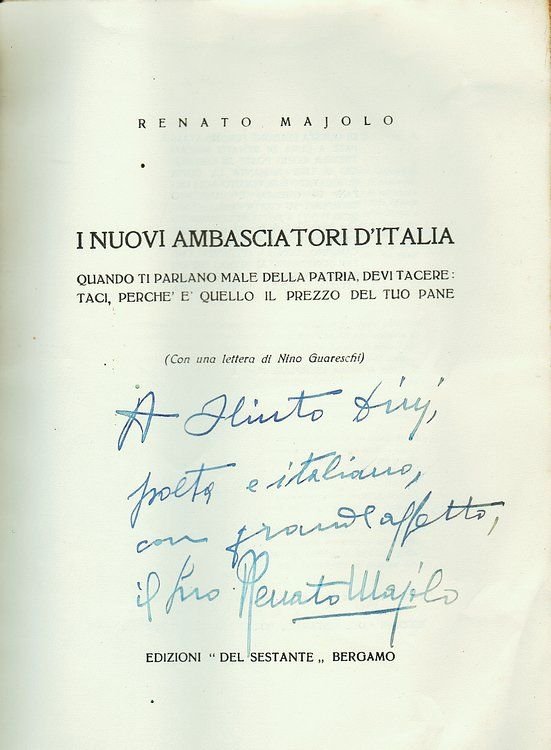 RENATO MAJOLO
I NUOVI AMBASCIATORI D'ITALIA
QUANDO TI PARLANO MALE DELLA PATRIA, DEVI TACERE:
TACI, PERCHE' E' QUELLO IL PREZZO DEL TUO PANE
(Con una lettera di Nino Guareschi)
A Olinto
poeta e italiano,
con grande affetto,
il suo Renato Majolo
EDIZIONI “ DEL SESTANTE „ BERGAMO